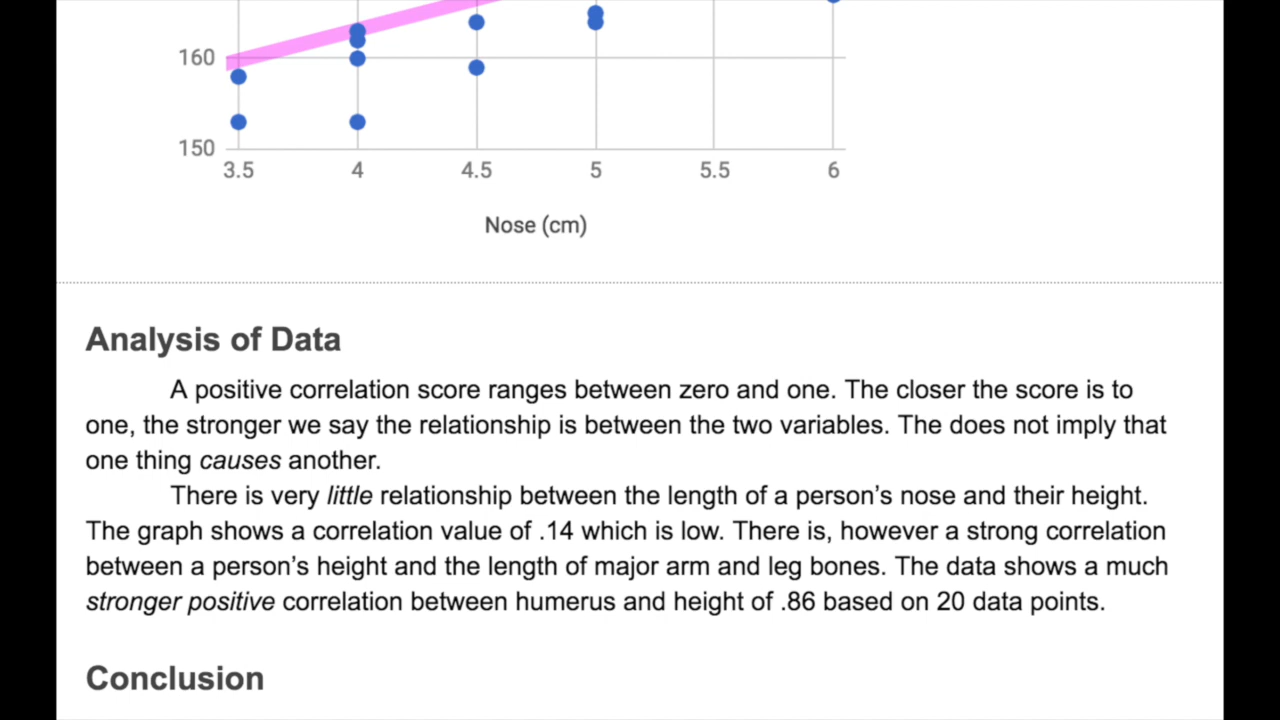 160
150
3.5 4 4.5 5 5.5 6
Nose (cm)
Analysis of Data
A positive correlation score ranges between zero and one. The closer the score is to
one, the stronger we say the relationship is between the two variables. The does not imply that
one thing causes another.
There is very little relationship between the length of a person’s nose and their height.
The graph shows a correlation value of .14 which is low. There is, however a strong correlation
between a person’s height and the length of major arm and leg bones. The data shows a much
stronger positive correlation between humerus and height of .86 based on 20 data points.
Conclusion